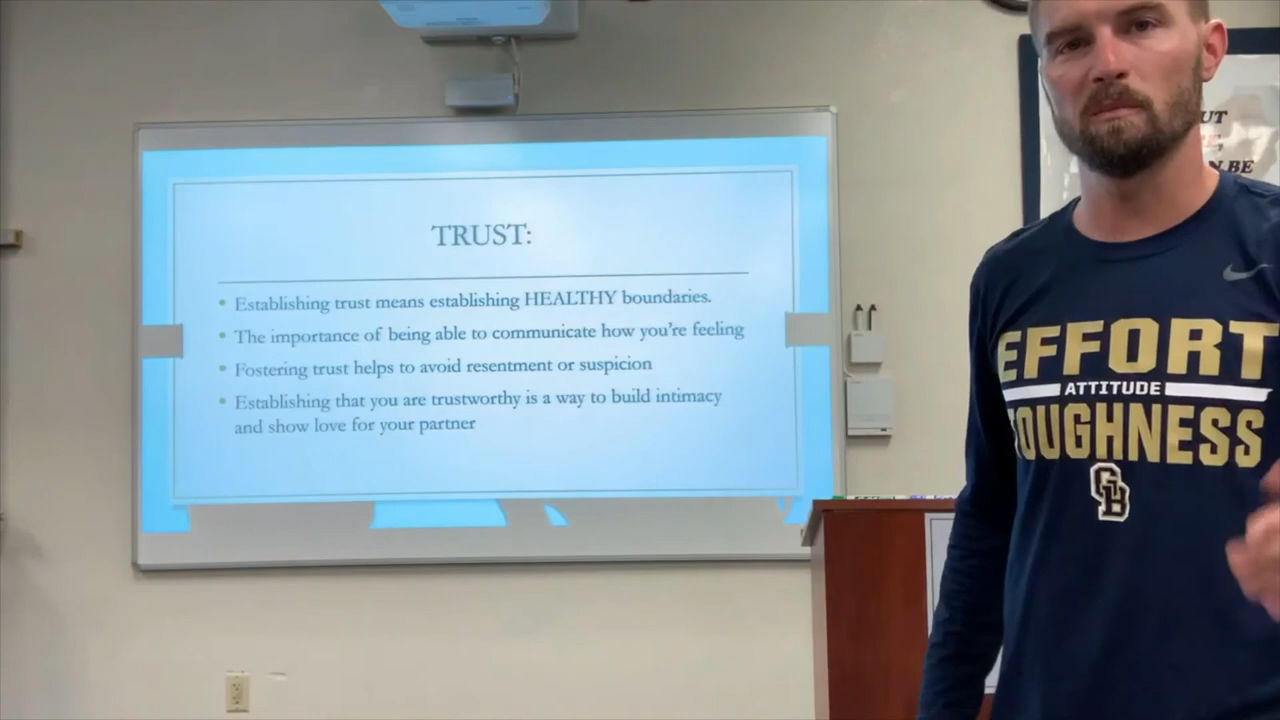 TRUST:
• Establishing trust means establishing HEALTHY boundaries.
• The importance of being able to communicate how you're feeling
• Fostering trust helps to avoid resentment or suspicion
• Establishing that you are trustworthy is a way to build intimacy
and show love for your partner
BE
EFFORT
ATTITUDE
TOUGHNESS
GB